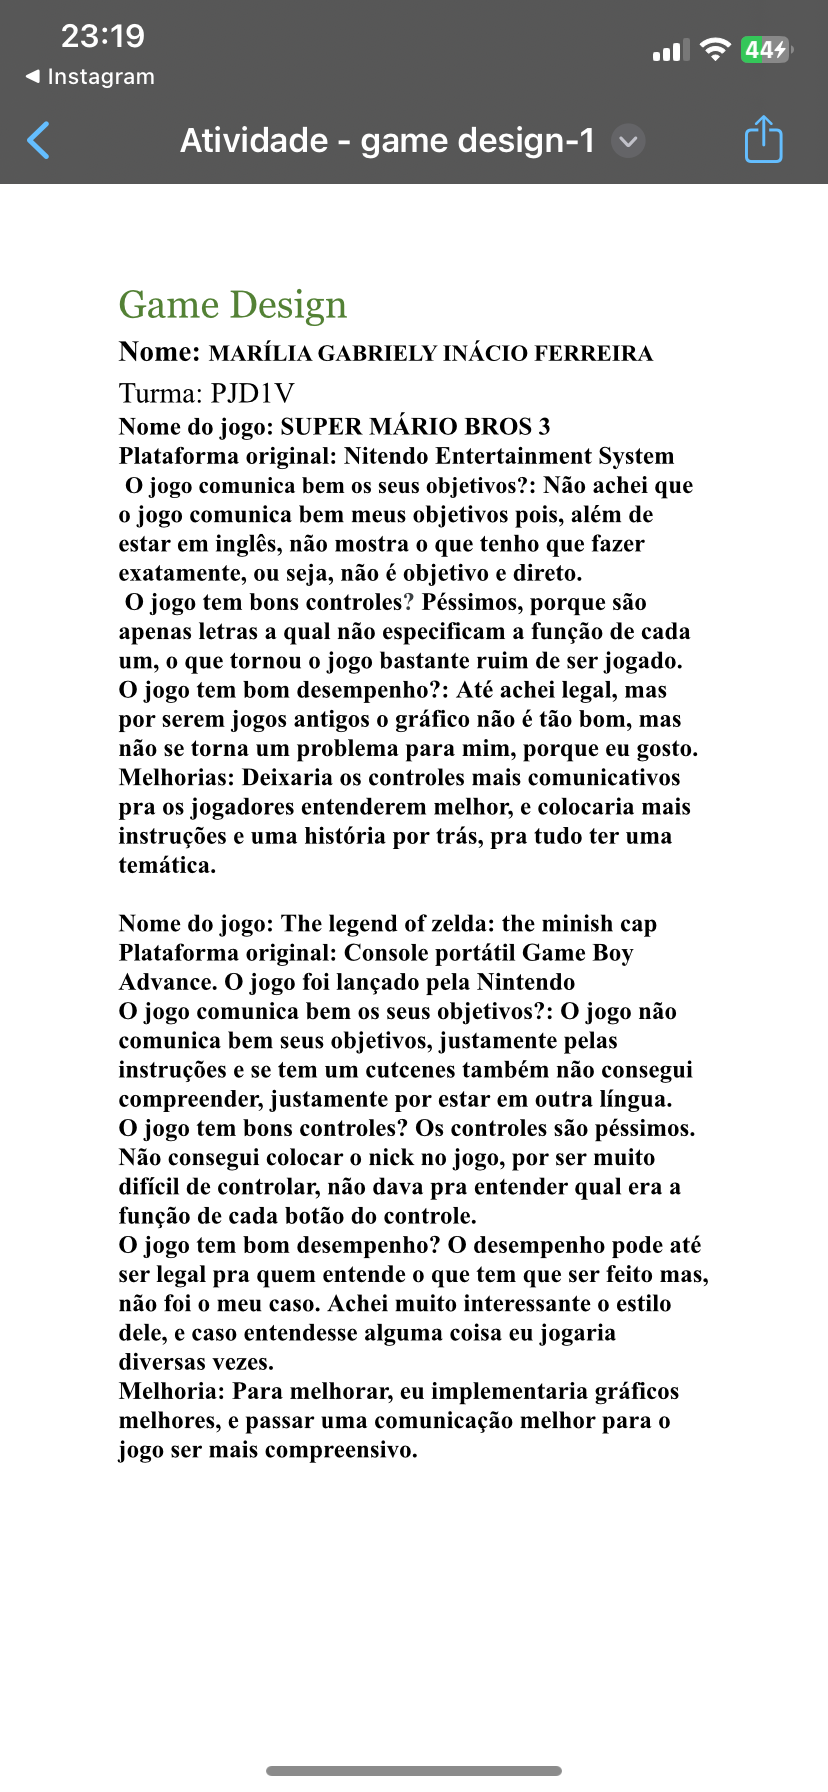 23:19
44
◀ Instagram
Atividade - game design-1
Game Design
Nome: MARÍLIA GABRIELY INÁCIO FERREIRA
Turma: PJD1V
Nome do jogo: SUPER MÁRIO BROS 3
Plataforma original: Nitendo Entertainment System
O jogo comunica bem os seus objetivos?: Não achei que
o jogo comunica bem meus objetivos pois, além de
estar em inglês, não mostra o que tenho que fazer
exatamente, ou seja, não é objetivo e direto.
O jogo tem bons controles? Péssimos, porque são
apenas letras a qual não especificam a função de cada
um, o que tornou o jogo bastante ruim de ser jogado.
O jogo tem bom desempenho?: Até achei legal, mas
por serem jogos antigos o gráfico não é tão bom, mas
não se torna um problema para mim, porque eu gosto.
Melhorias: Deixaria os controles mais comunicativos
pra os jogadores entenderem melhor, e colocaria mais
instruções e uma história por trás, pra tudo ter uma
temática.
Nome do jogo: The legend of zelda: the minish cap
Plataforma original: Console portátil Game Boy
Advance. O jogo foi lançado pela Nintendo
O jogo comunica bem os seus objetivos?: O jogo não
comunica bem seus objetivos, justamente pelas
instruções e se tem um cutcenes também não consegui
compreender, justamente por estar em outra língua.
O jogo tem bons controles? Os controles são péssimos.
Não consegui colocar o nick no jogo, por ser muito
difícil de controlar, não dava pra entender qual era a
função de cada botão do controle.
O jogo tem bom desempenho? O desempenho pode até
ser legal pra quem entende o que tem que ser feito mas,
não foi o meu caso. Achei muito interessante o estilo
dele, e caso entendesse alguma coisa eu jogaria
diversas vezes.
Melhoria: Para melhorar, eu implementaria gráficos
melhores, e passar uma comunicação melhor para o
jogo ser mais compreensivo.